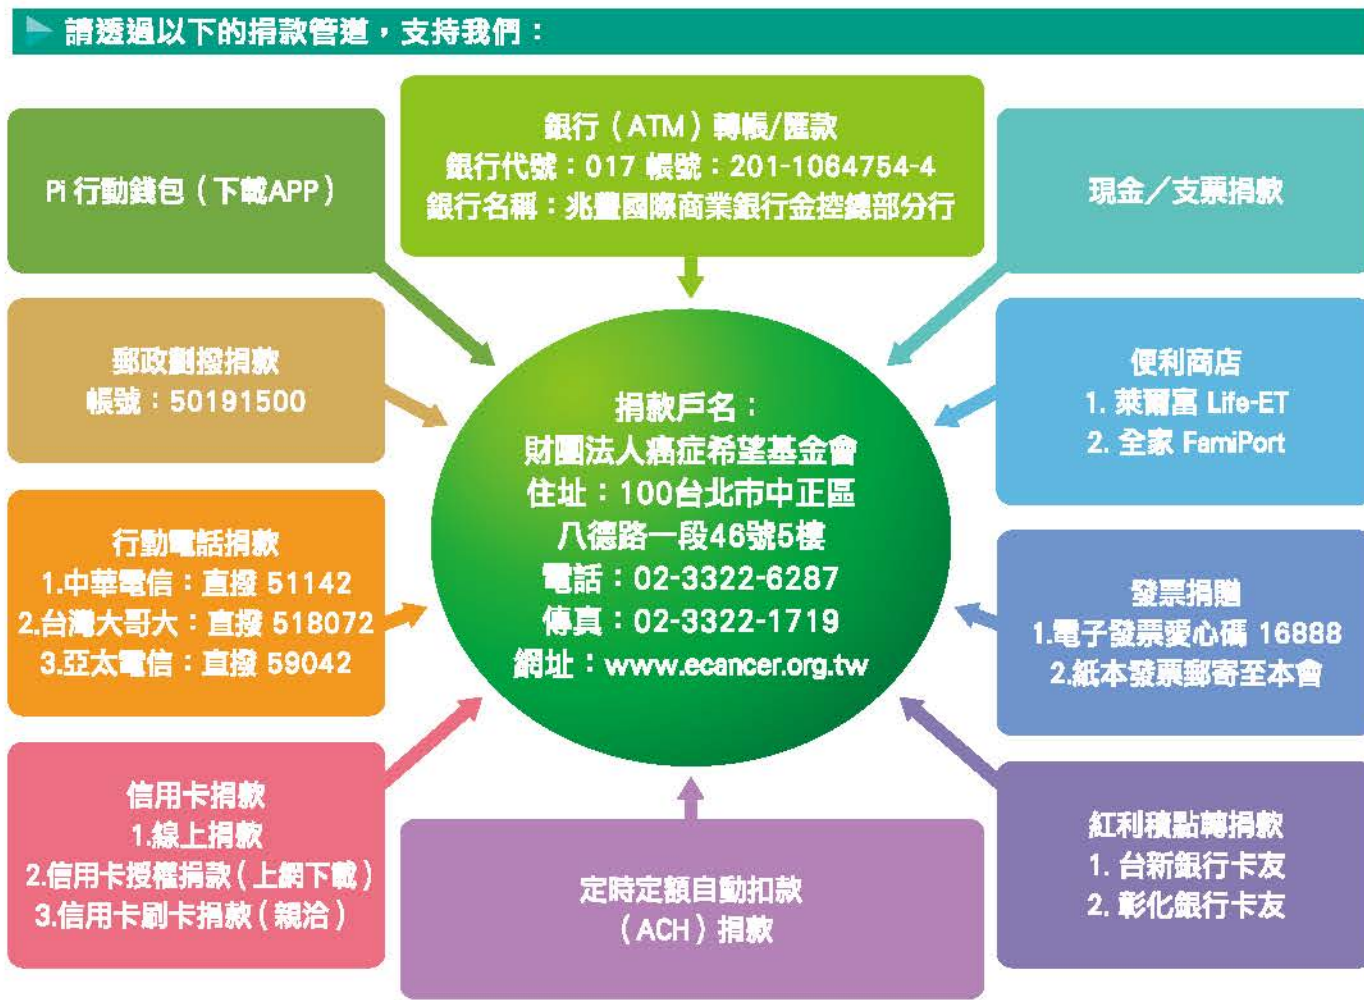 請透過以下的捐款管道，支持我們：
Pi 行動錢包（下載APP）
銀行（ATM）轉帳/匯款
銀行代號：017 帳號：201-1064754-4
銀行名稱：兆豐國際商業銀行金控總部分行
現金／支票捐款
郵政劃撥捐款
帳號：50191500
便利商店
1. 萊爾富 Life-ET
2. 全家 FamiPort
捐款戶名：
財團法人癌症希望基金會
住址：100台北市中正區
八德路一段46號5樓
電話：02-3322-6287
傳真：02-3322-1719
網址：www.ecancer.org.tw
行動電話捐款
1.中華電信：直撥 51142
2.台灣大哥大：直撥 518072
3.亞太電信：直撥 59042
發票捐贈
1.電子發票愛心碼 16888
2.紙本發票郵寄至本會
信用卡捐款
1.線上捐款
2.信用卡授權捐款（上網下載）
3.信用卡刷卡捐款（親洽）
定時定額自動扣款
（ACH）捐款
紅利積點轉捐款
1. 台新銀行卡友
2. 彰化銀行卡友